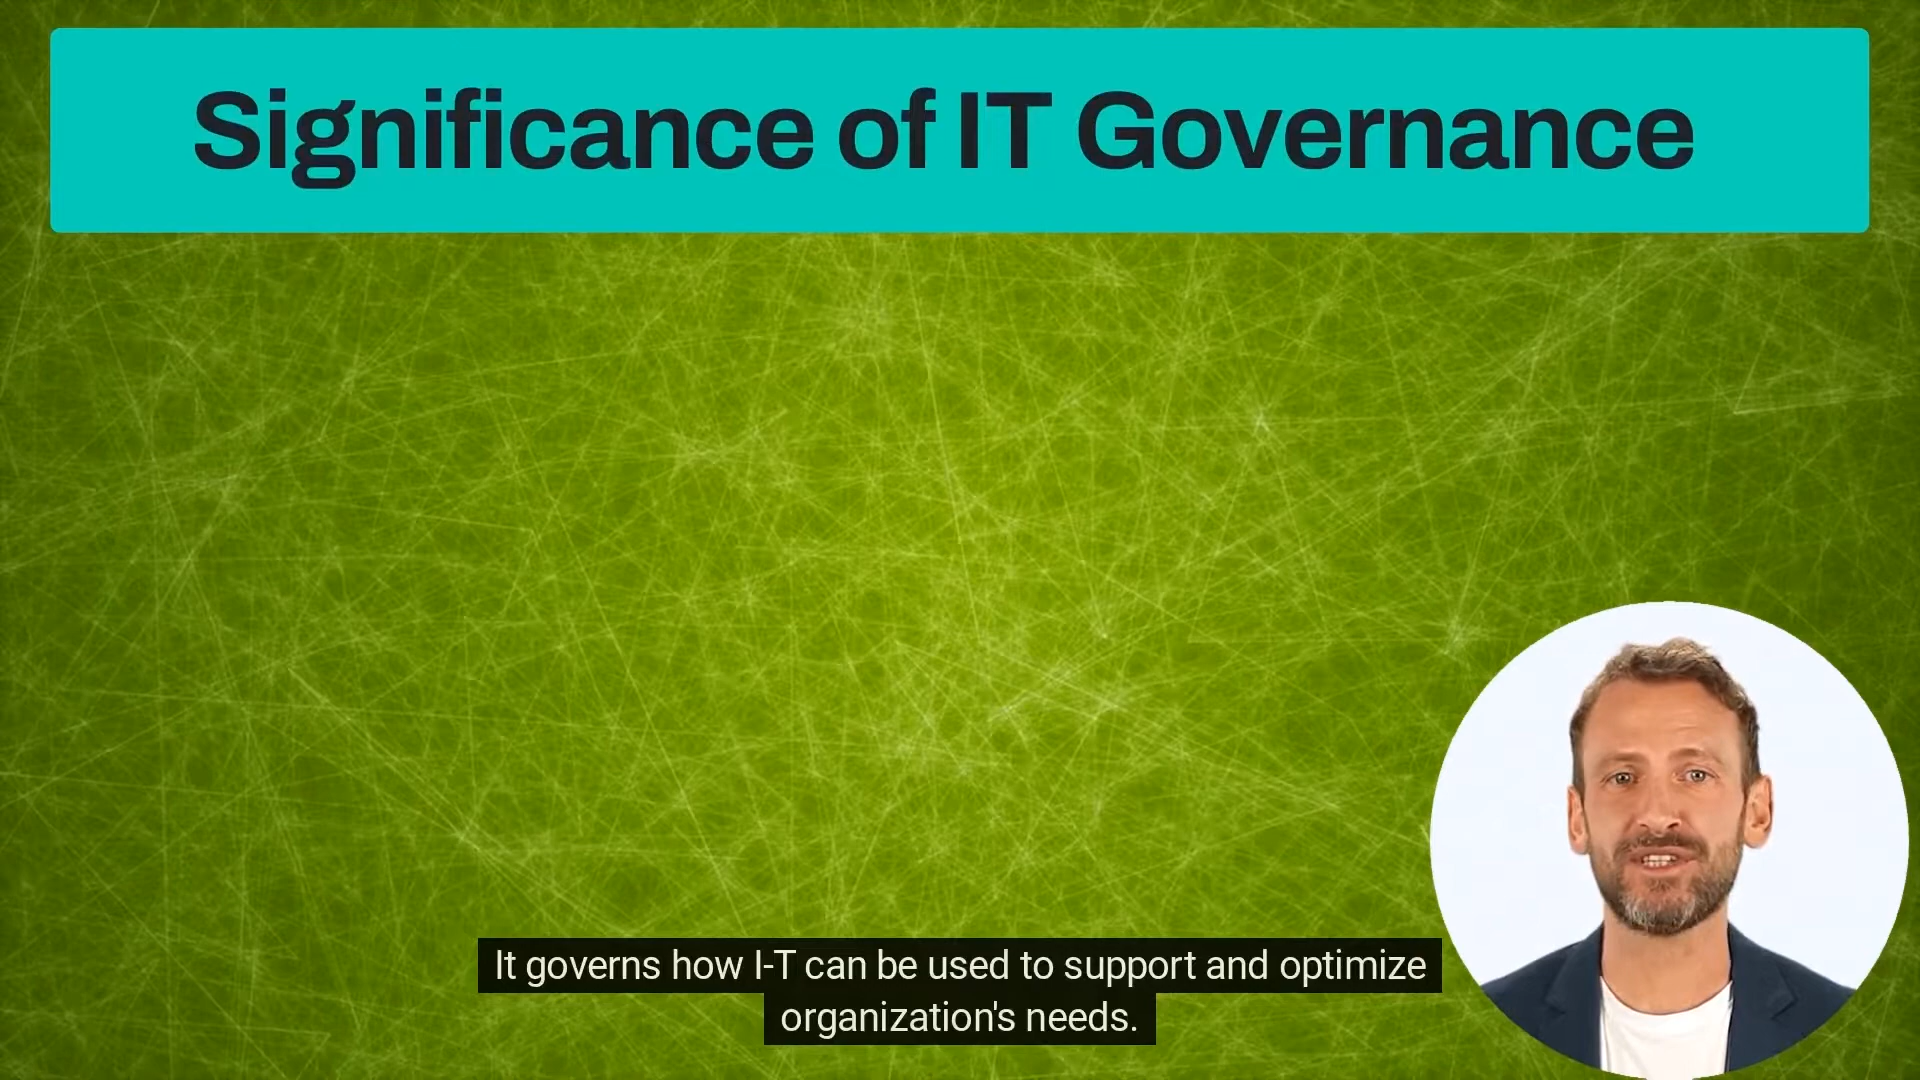 Significance of IT Governance
It governs how I-T can be used to support and optimize
organization's needs.